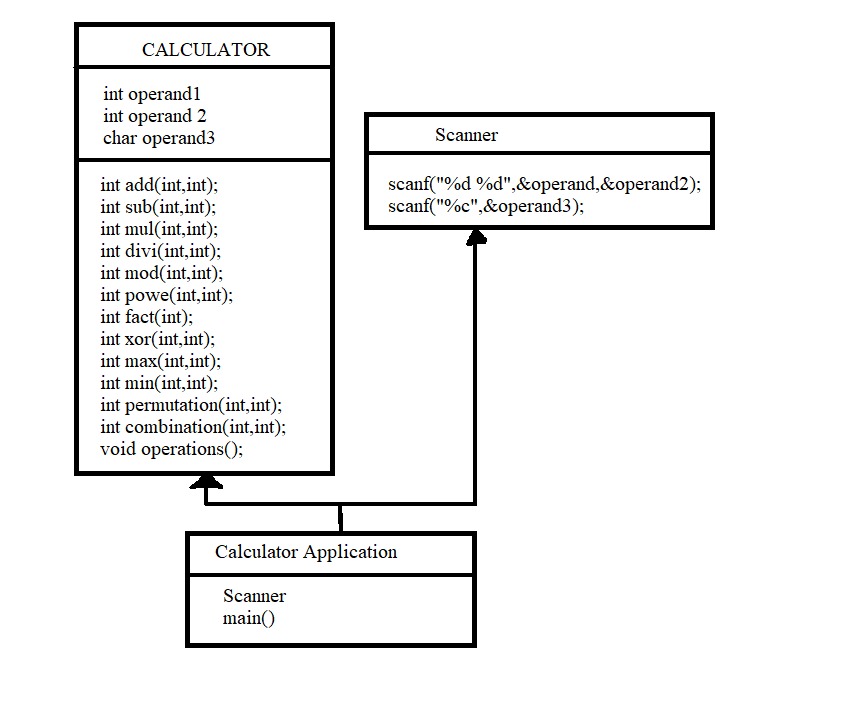 CALCULATOR
int operand1
int operand 2
char operand3
int add(int,int);
int sub(int,int);
int mul(int,int);
int divi(int,int);
int mod(int,int);
int powe(int,int);
int fact(int);
int xor(int,int);
int max(int,int);
int min(int,int);
int permutation(int,int);
int combination(int,int);
void operations();
Scanner
scanf("%d %d",&operand,&operand2);
scanf("%c",&operand3);
Calculator Application
Scanner
main()